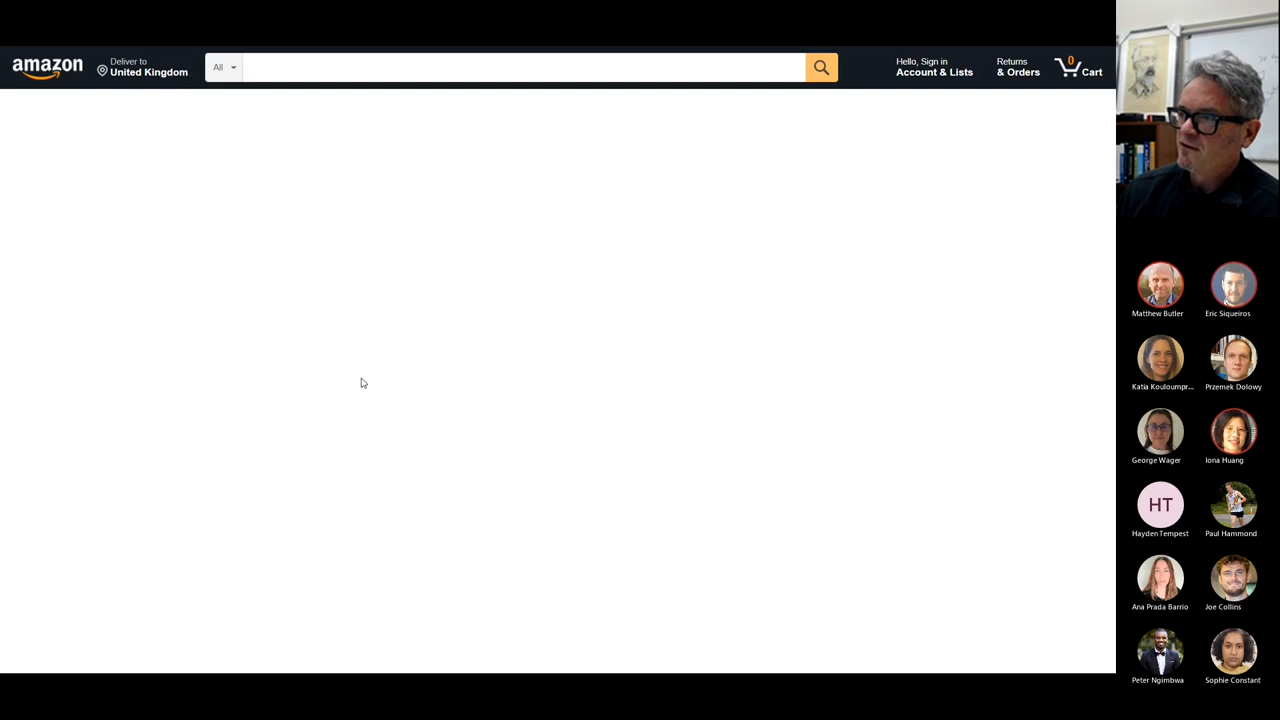 amazon
Deliver to
United Kingdom
All
Hello, Sign in
Account & Lists
Returns
& Orders
0
Cart
Matthew Butler
Eric Siqueiros
Katia Kouloumpr...
Przemek Dolowy
George Wager
Iona Huang
HT
Hayden Tempest
Paul Hammond
Ana Prada Barrio
Joe Collins
Peter Ngimbwa
Sophie Constant